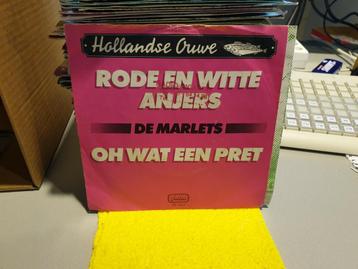 Hollandse Ouwe
RODE EN WITTE
ANJERS
DE MARLETS
OH WAT EEN PRET